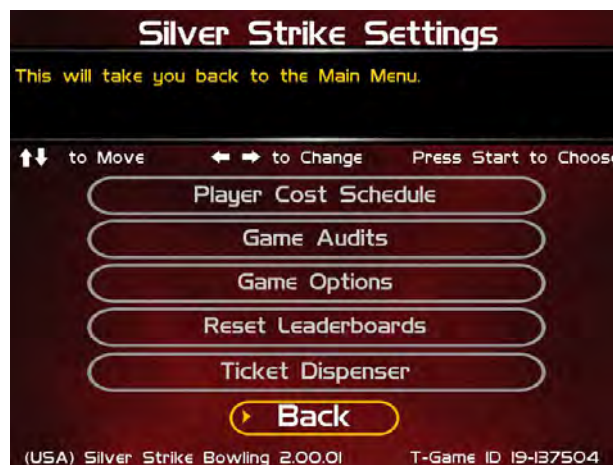 Silver Strike Settings
This will take you back to the Main Menu.
to Move to Change Press Start to Choose
Player Cost Schedule
Game Audits
Game Options
Reset Leaderboards
Ticket Dispenser
Back
(USA) Silver Strike Bowling 2.00.01 T-Game ID 19-137504